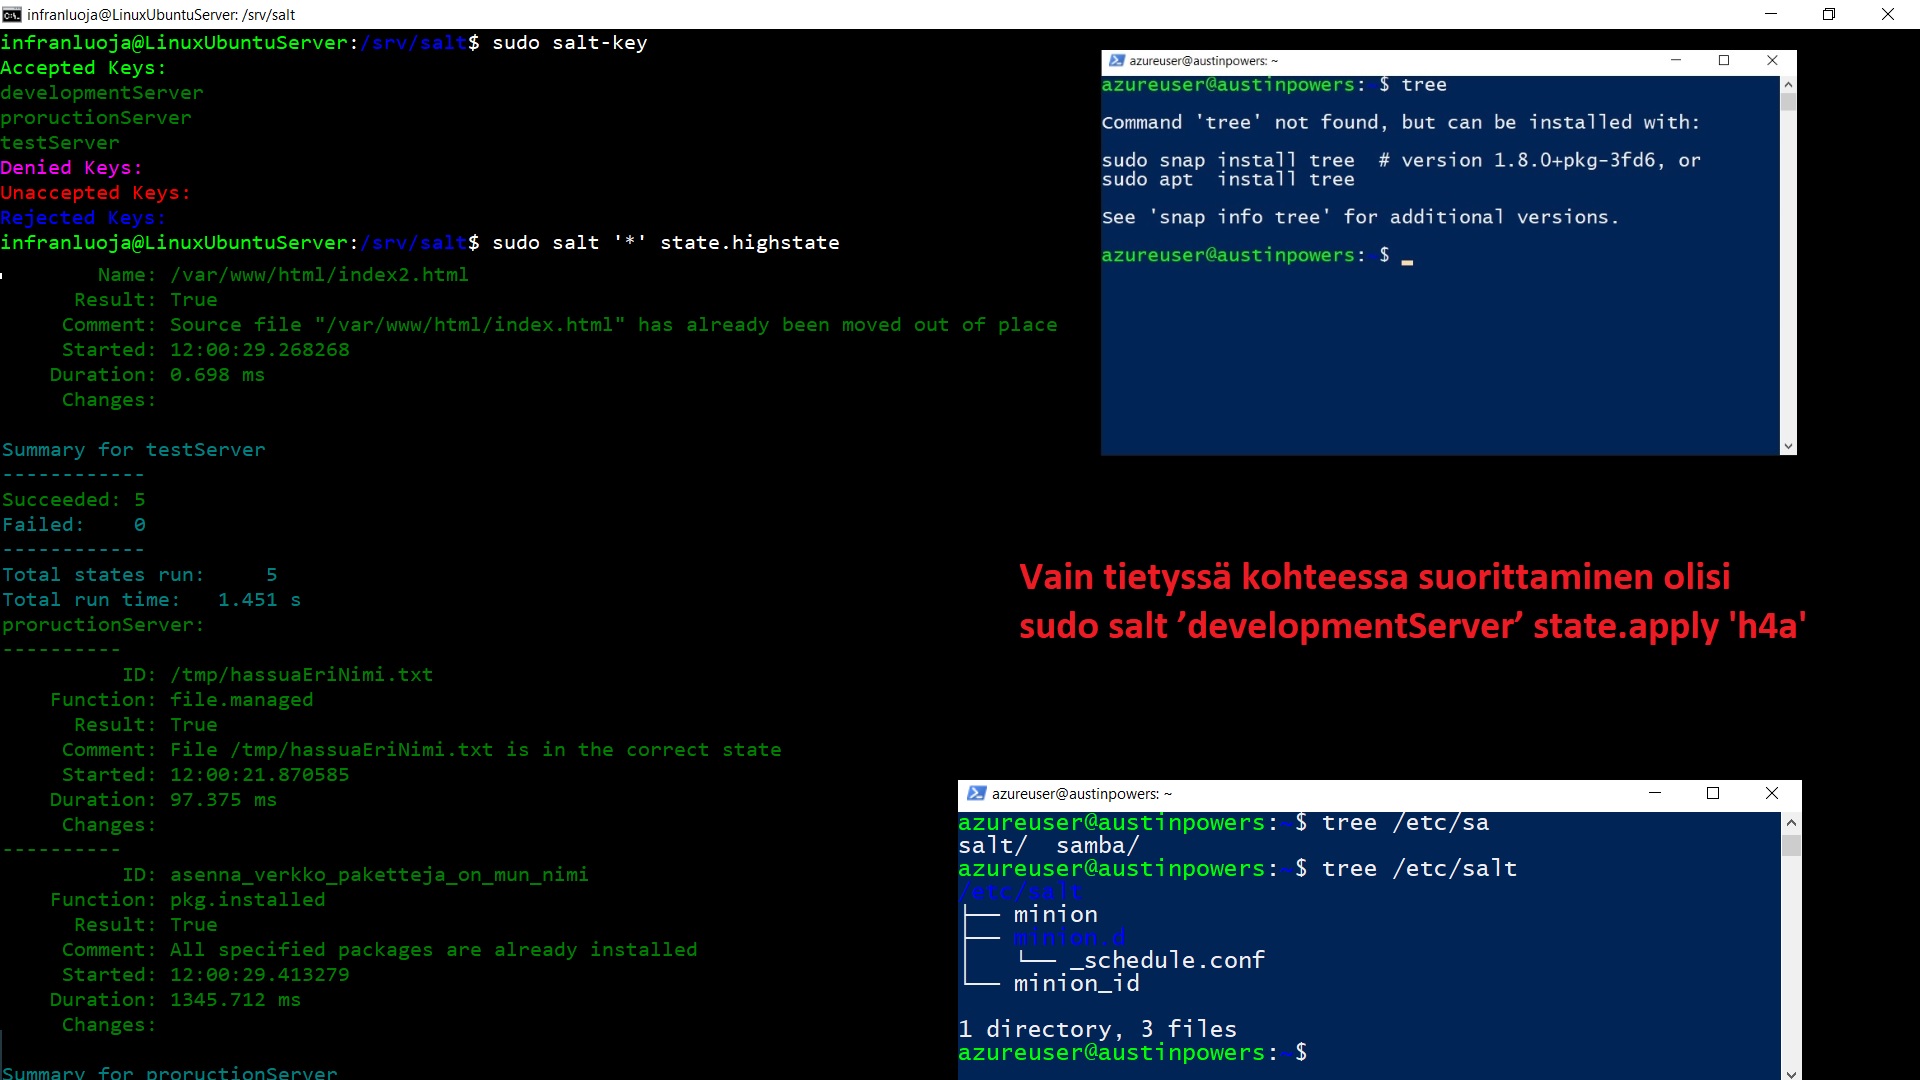 infranluoja@LinuxUbuntuServer: /srv/salt
infranluoja@LinuxUbuntuServer:/srv/salt$ sudo salt-key
Accepted Keys:
developmentServer
proructionServer
testServer
Denied Keys:
Unaccepted Keys:
Rejected Keys:
infranluoja@LinuxUbuntuServer:/srv/salt$ sudo salt '*' state.highstate
Name: /var/www/html/index2.html
Result: True
Comment: Source file "/var/www/html/index.html" has already been moved out of place
Started: 12:00:29.268268
Duration: 0.698 ms
Changes:
Summary for testServer
------------
Succeeded: 5
Failed: 0
------------
Total states run: 5
Total run time: 1.451 s
proructionServer:
----------
ID: /tmp/hassuaEriNimi.txt
Function: file.managed
Result: True
Comment: File /tmp/hassuaEriNimi.txt is in the correct state
Started: 12:00:21.870585
Duration: 97.375 ms
Changes:
----------
ID: asenna_verkko_paketteja_on_mun_nimi
Function: pkg.installed
Result: True
Comment: All specified packages are already installed
Started: 12:00:29.413279
Duration: 1345.712 ms
Changes:
Summary for proructionServer
azureuser@austinpowers: ~
azureuser@austinpowers:~$ tree
Command 'tree' not found, but can be installed with:
sudo snap install tree  # version 1.8.0+pkg-3fd6, or
sudo apt  install tree
See 'snap info tree' for additional versions.
azureuser@austinpowers:~$ _
Vain tietyssä kohteessa suorittaminen olisi
sudo salt ’developmentServer’ state.apply 'h4a'
azureuser@austinpowers: ~
azureuser@austinpowers:~$ tree /etc/sa
salt/  samba/
azureuser@austinpowers:~$ tree /etc/salt
/etc/salt
├── minion
├── minion.d
│   └── _schedule.conf
└── minion_id
1 directory, 3 files
azureuser@austinpowers:~$